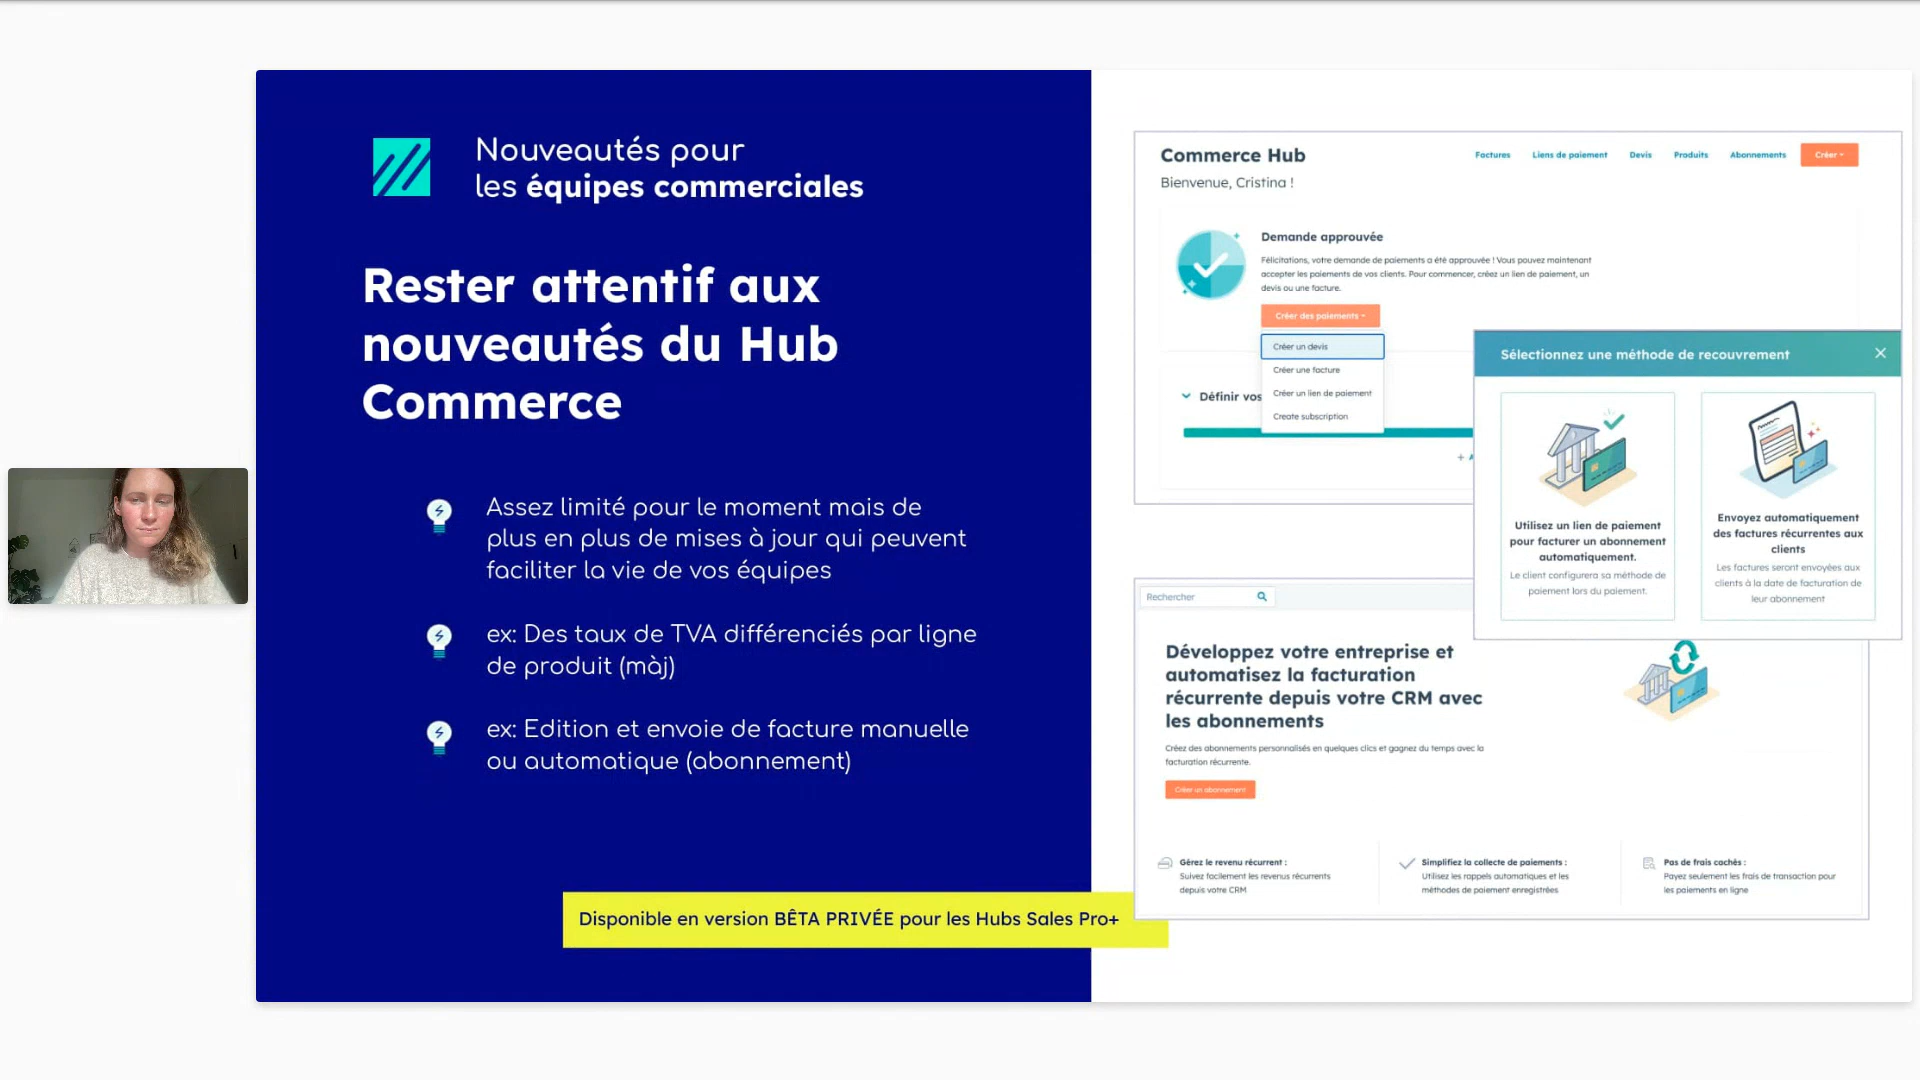 Nouveautés pour
les équipes commerciales
Rester attentif aux
nouveautés du Hub
Commerce
Assez limité pour le moment mais de
plus en plus de mises à jour qui peuvent
faciliter la vie de vos équipes
ex: Des taux de TVA différenciés par ligne
de produit (màj)
ex: Edition et envoie de facture manuelle
ou automatique (abonnement)
Disponible en version BÊTA PRIVÉE pour les Hubs Sales Pro+
Commerce Hub
Bienvenue, Cristina !
Factures Liens de paiement Devis Produits Abonnements Créer
Demande approuvée
Félicitations, votre demande de paiements a été approuvée ! Vous pouvez maintenant
accepter les paiements de vos clients. Pour commencer, créez un lien de paiement, un
devis ou une facture.
Créer des paiements
Créer un devis
Créer une facture
Créer un lien de paiement
Create subscription
Définir vos
+ A
Sélectionnez une méthode de recouvrement
Utilisez un lien de paiement
pour facturer un abonnement
automatiquement.
Le client configurera sa méthode de
paiement lors du paiement.
Envoyez automatiquement
des factures récurrentes aux
clients
Les factures seront envoyées aux
clients à la date de facturation de
leur abonnement
Rechercher
Développez votre entreprise et
automatisez la facturation
récurrente depuis votre CRM avec
les abonnements
Créez des abonnements personnalisés en quelques clics et gagnez du temps avec la
facturation récurrente.
Créer un abonnement
Gérez le revenu récurrent :
Suivez facilement les revenus récurrents
depuis votre CRM
Simplifiez la collecte de paiements :
Utilisez les rappels automatiques et les
méthodes de paiement enregistrées
Pas de frais cachés :
Payez seulement les frais de transaction pour
les paiements en ligne